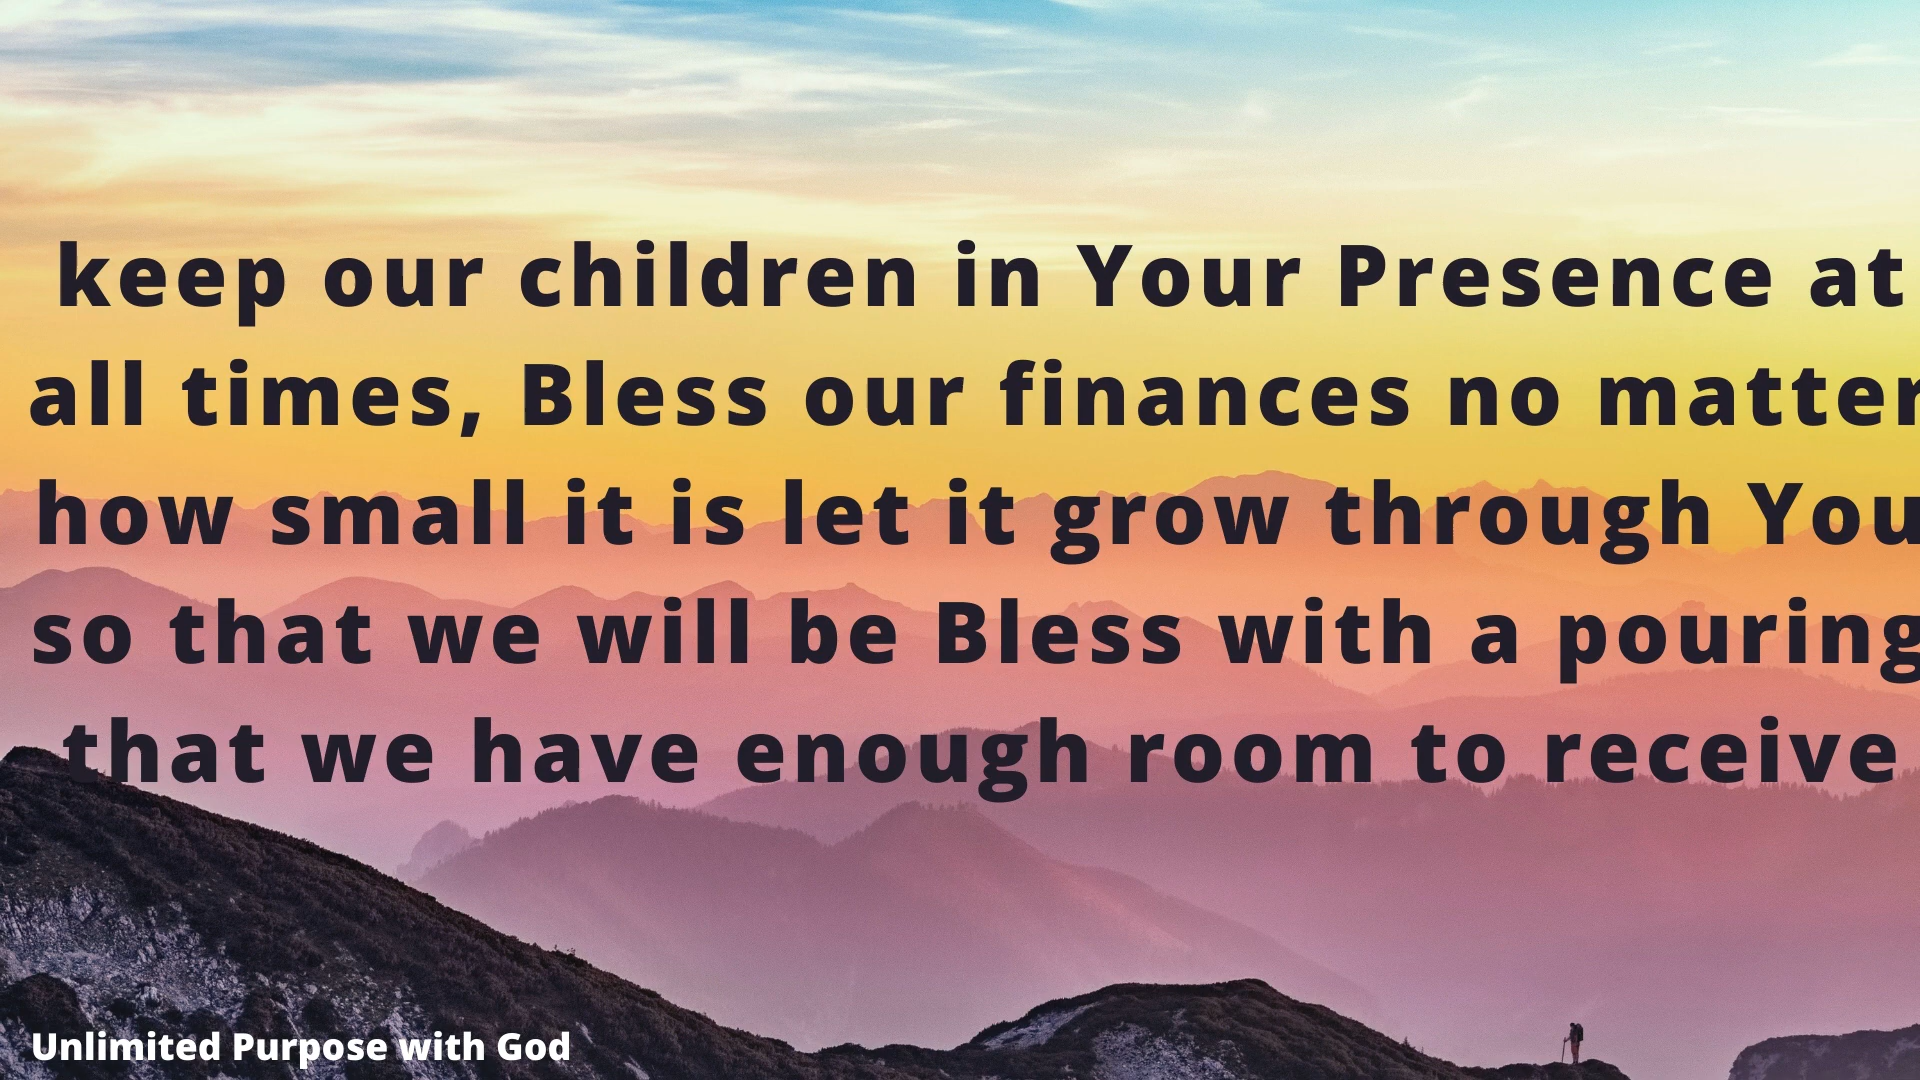 keep our children in Your Presence at
all times, Bless our finances no matter
how small it is let it grow through You
so that we will be Bless with a pouring
that we have enough room to receive
Unlimited Purpose with God